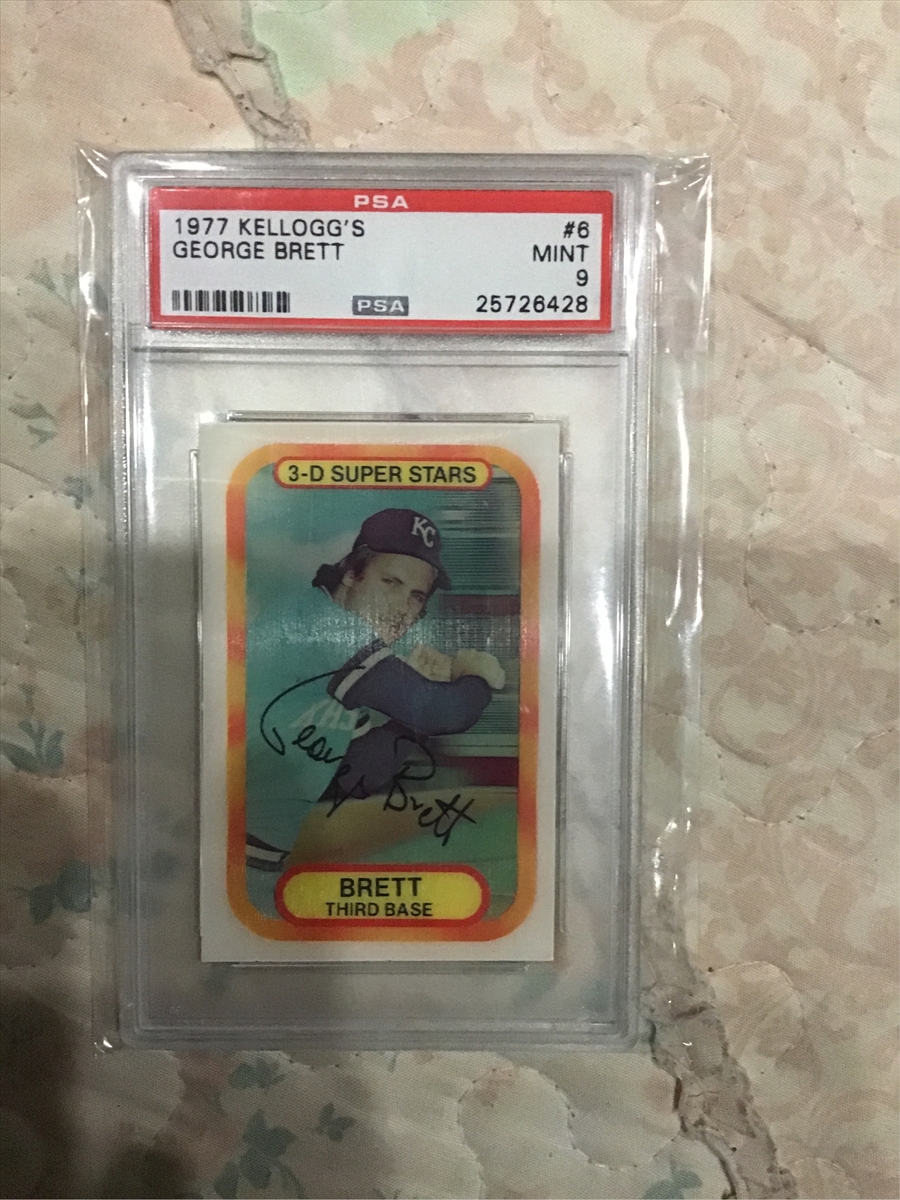 PSA
1977 KELLOGG'S #6
GEORGE BRETT MINT
9
PSA 25726428
3-D SUPER STARS
KC
George Brett
BRETT
THIRD BASE